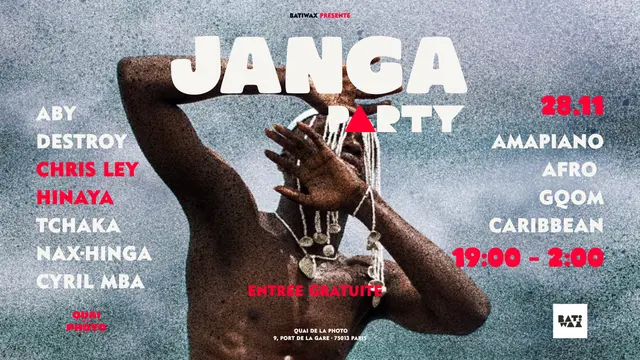 BATIWAX PRESENTE
JANGA
PARTY
ABY
DESTROY
CHRIS LEY
HINAYA
TCHAKA
NAX-HINGA
CYRIL MBA
28.11
AMAPIANO
AFRO
GQOM
CARIBBEAN
19:00 - 2:00
ENTREE GRATUITE
QUAI
PHOTO
QUAI DE LA PHOTO
9, PORT DE LA GARE · 75013 PARIS
BATI
WAX